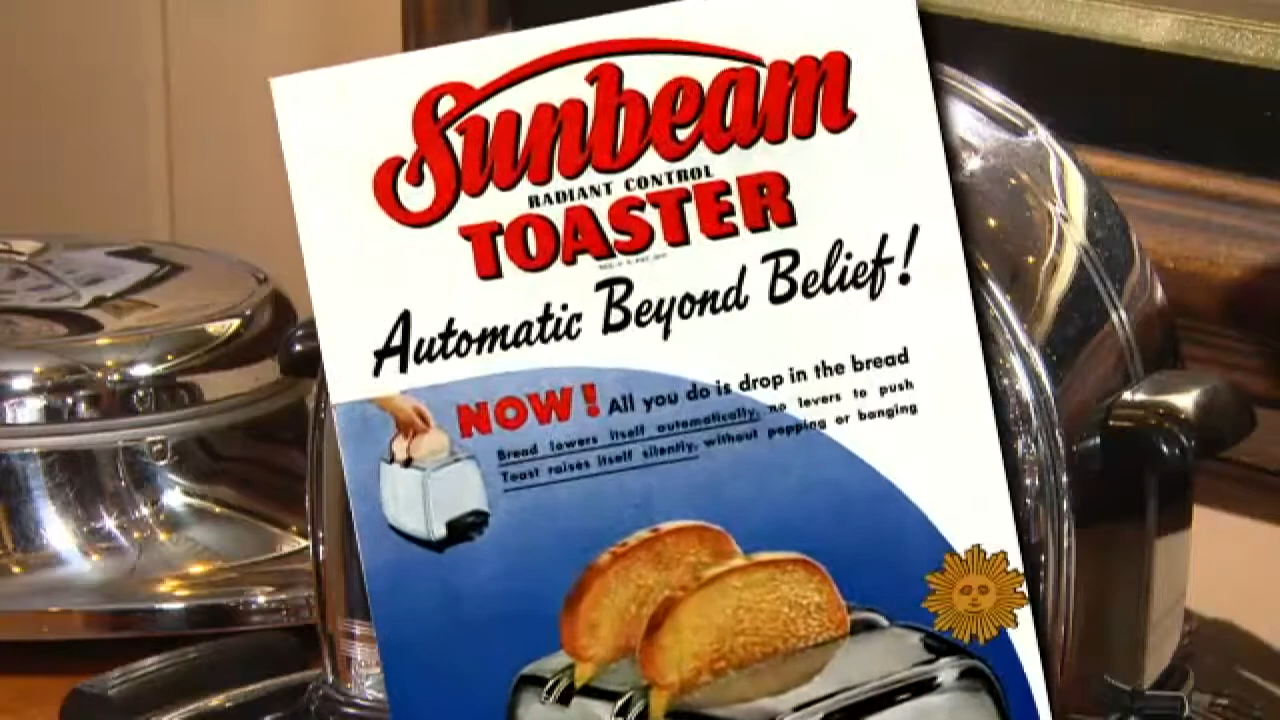 Sunbeam
RADIANT CONTROL
TOASTER
Automatic Beyond Belief!
NOW! All you do is drop in the bread
Bread lowers itself automatically, no levers to push
Toast raises itself silently, without popping or banging